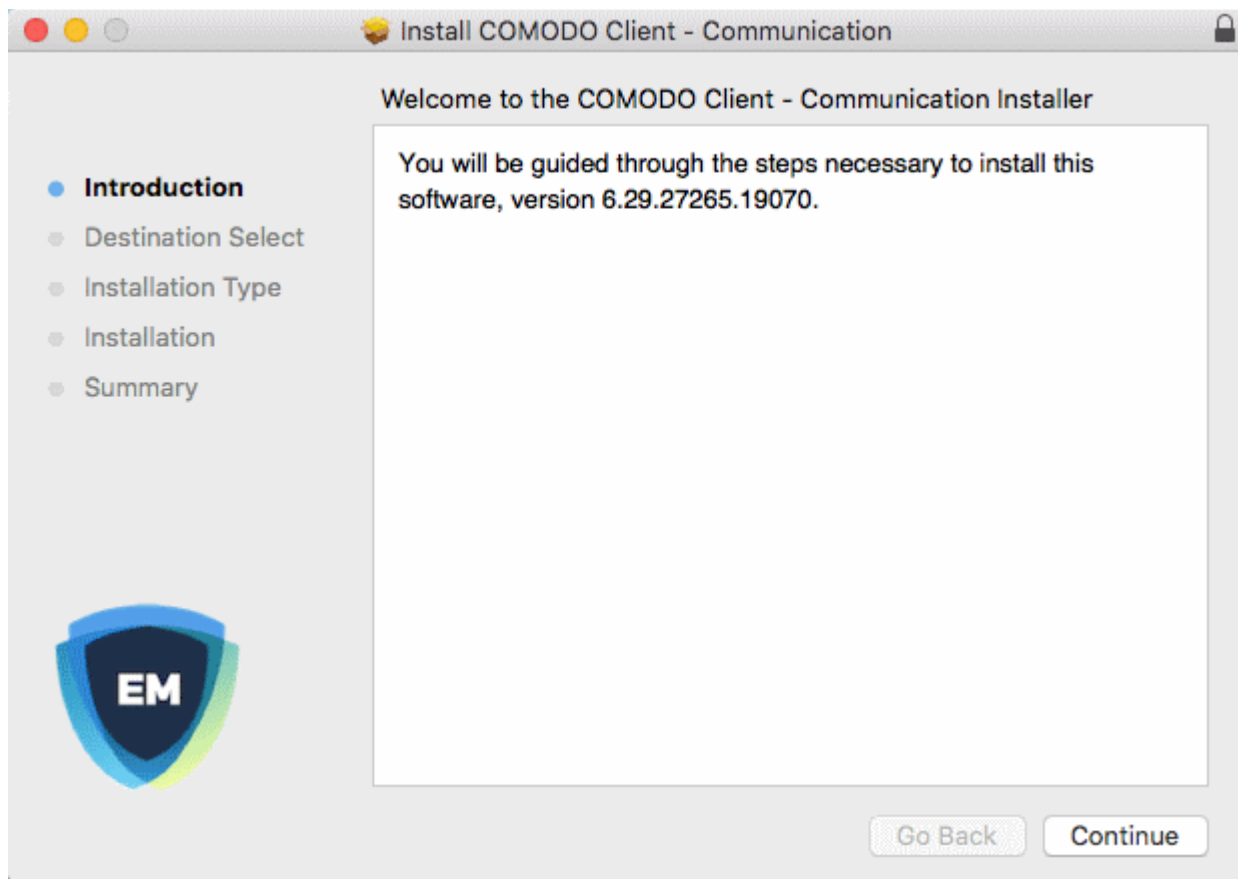 Install COMODO Client - Communication
Welcome to the COMODO Client - Communication Installer
Introduction
Destination Select
Installation Type
Installation
Summary
You will be guided through the steps necessary to install this
software, version 6.29.27265.19070.
EM
Go Back
Continue